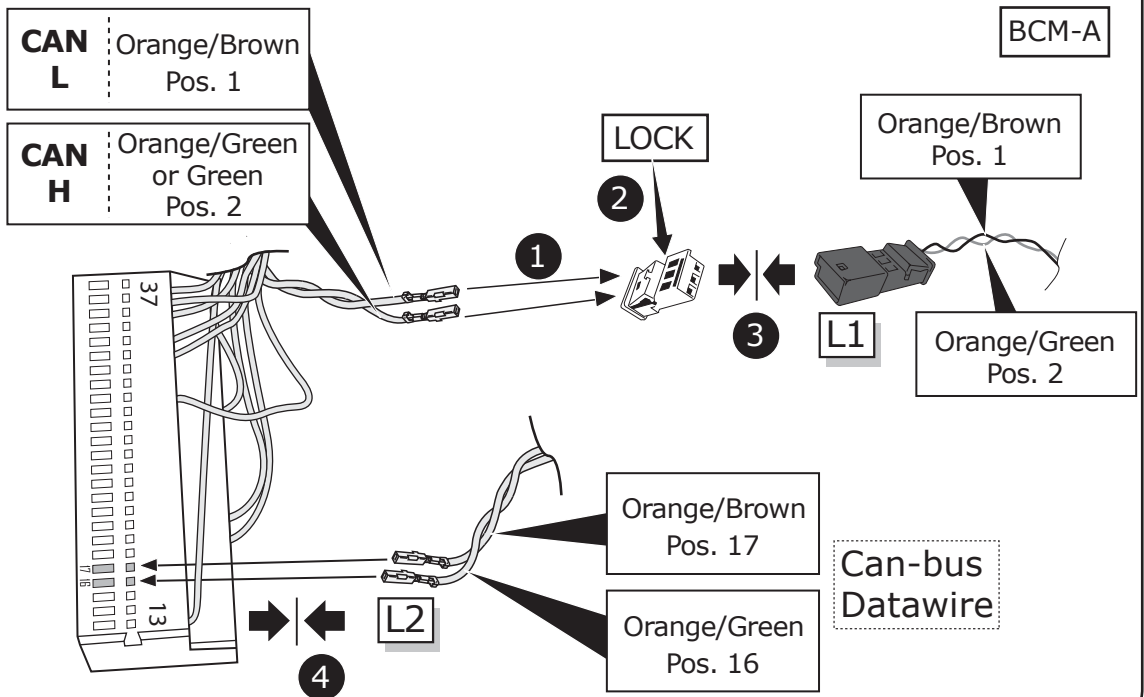 BCM-A
CAN
L
Orange/Brown
Pos. 1
CAN
H
Orange/Green
or Green
Pos. 2
LOCK
2
1
Orange/Brown
Pos. 1
3
L1
Orange/Green
Pos. 2
37
17
16
13
L2
4
Orange/Brown
Pos. 17
Orange/Green
Pos. 16
Can-bus
Datawire